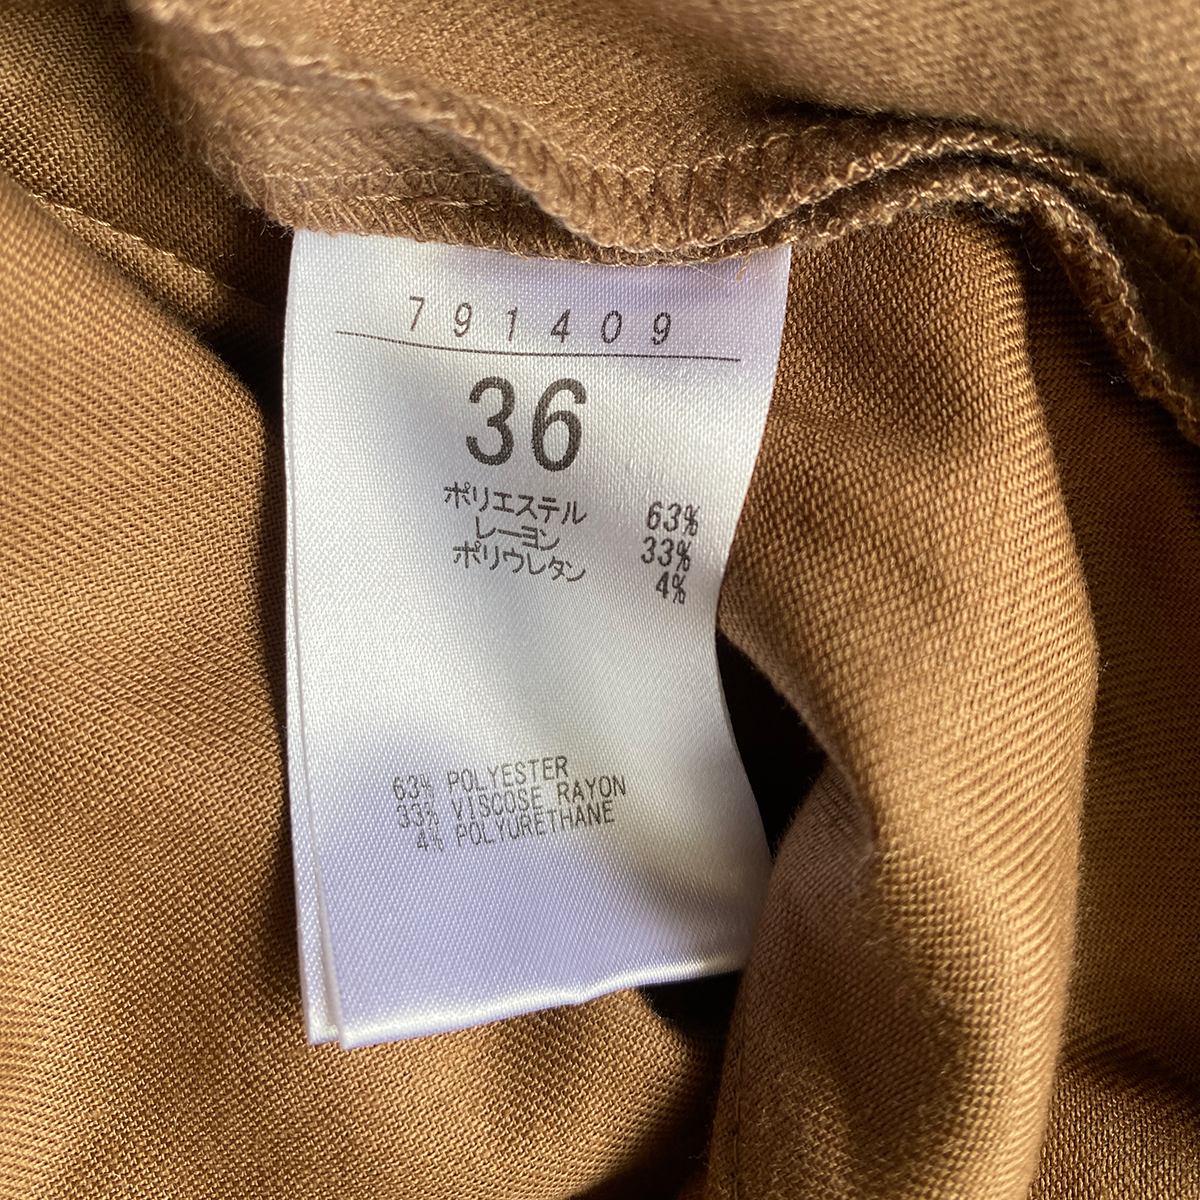 791409
36
ポリエステル 63%
レーヨン 33%
ポリウレタン 4%
63% POLYESTER
33% VISCOSE RAYON
4% POLYURETHANE